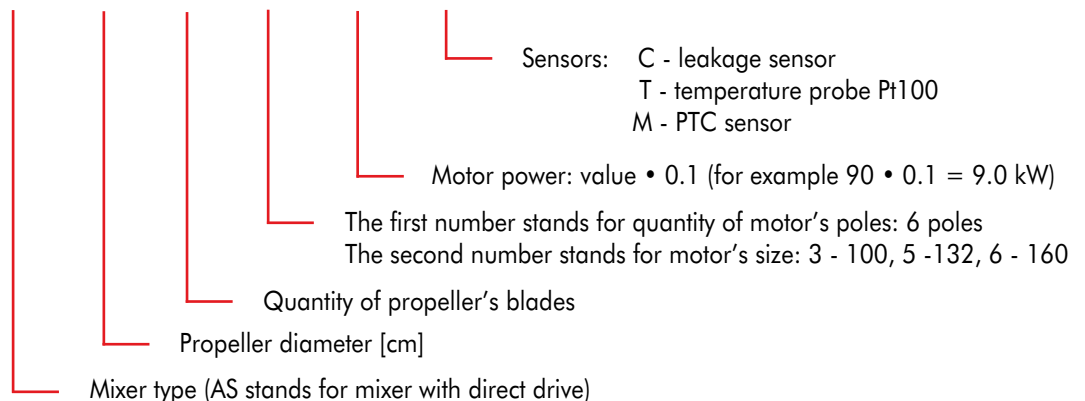 Sensors: C - leakage sensor
T - temperature probe Pt100
M - PTC sensor
Motor power: value • 0.1 (for example 90 • 0.1 = 9.0 kW)
The first number stands for quantity of motor's poles: 6 poles
The second number stands for motor's size: 3 - 100, 5 -132, 6 - 160
Quantity of propeller's blades
Propeller diameter [cm]
Mixer type (AS stands for mixer with direct drive)